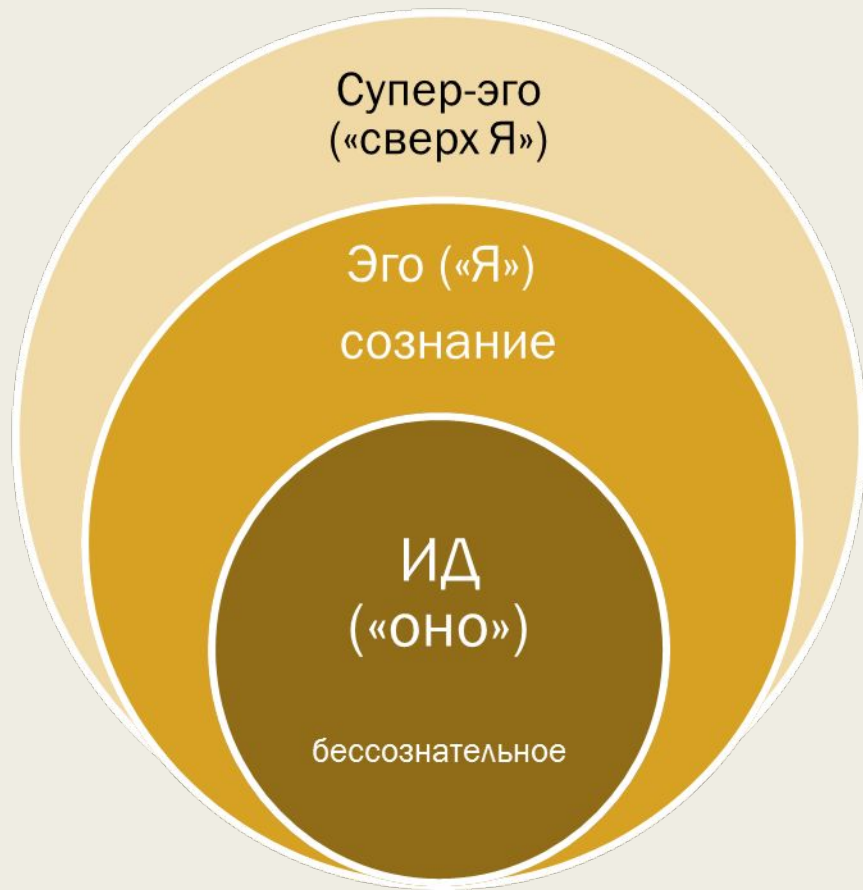 Супер-эго
(«сверх Я»)
Эго («Я»)
сознание
ИД
(«оно»)
бессознательное